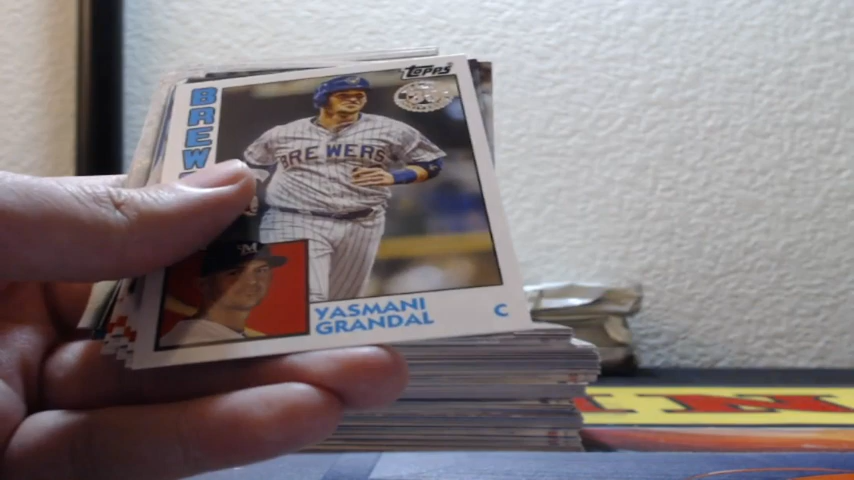 Topps
BREW
BREWERS
M
YASMANI
GRANDAL
C